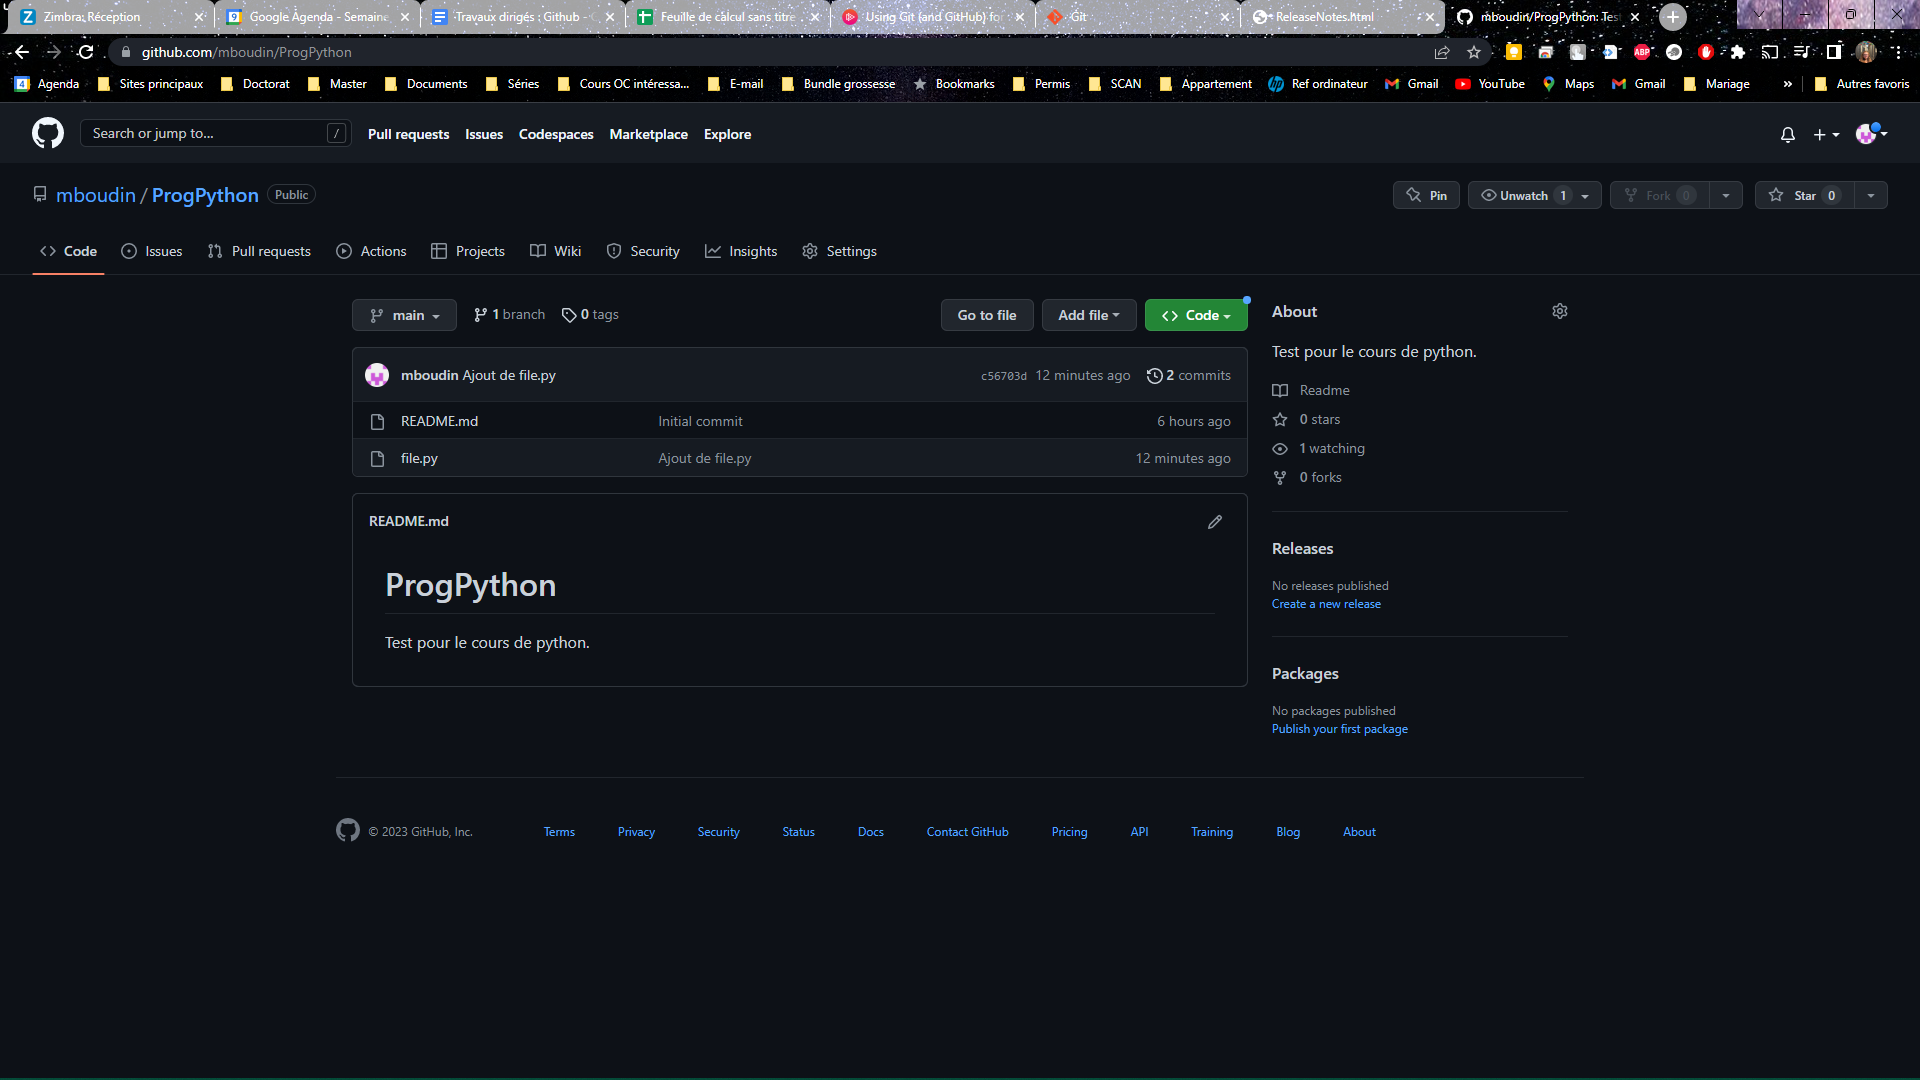 Zimbra: Réception
Google Agenda - Semaine
Travaux dirigés : Github -
Feuille de calcul sans titre
Using Git (and GitHub) fo
Git
ReleaseNotes.html
mboudin/ProgPython: Tes
github.com/mboudin/ProgPython
Agenda
Sites principaux
Doctorat
Master
Documents
Séries
Cours OC intéressa...
E-mail
Bundle grossesse
Bookmarks
Permis
SCAN
Appartement
Ref ordinateur
Gmail
YouTube
Maps
Gmail
Mariage
»
Autres favoris
Search or jump to...
/
Pull requests
Issues
Codespaces
Marketplace
Explore
mboudin / ProgPython
Public
Pin
Unwatch 1
Fork 0
Star 0
Code
Issues
Pull requests
Actions
Projects
Wiki
Security
Insights
Settings
main
1 branch
0 tags
Go to file
Add file
Code
mboudin Ajout de file.py
c56703d 12 minutes ago
2 commits
README.md
Initial commit
6 hours ago
file.py
Ajout de file.py
12 minutes ago
README.md
ProgPython
Test pour le cours de python.
About
Test pour le cours de python.
Readme
0 stars
1 watching
0 forks
Releases
No releases published
Create a new release
Packages
No packages published
Publish your first package
© 2023 GitHub, Inc.
Terms
Privacy
Security
Status
Docs
Contact GitHub
Pricing
API
Training
Blog
About